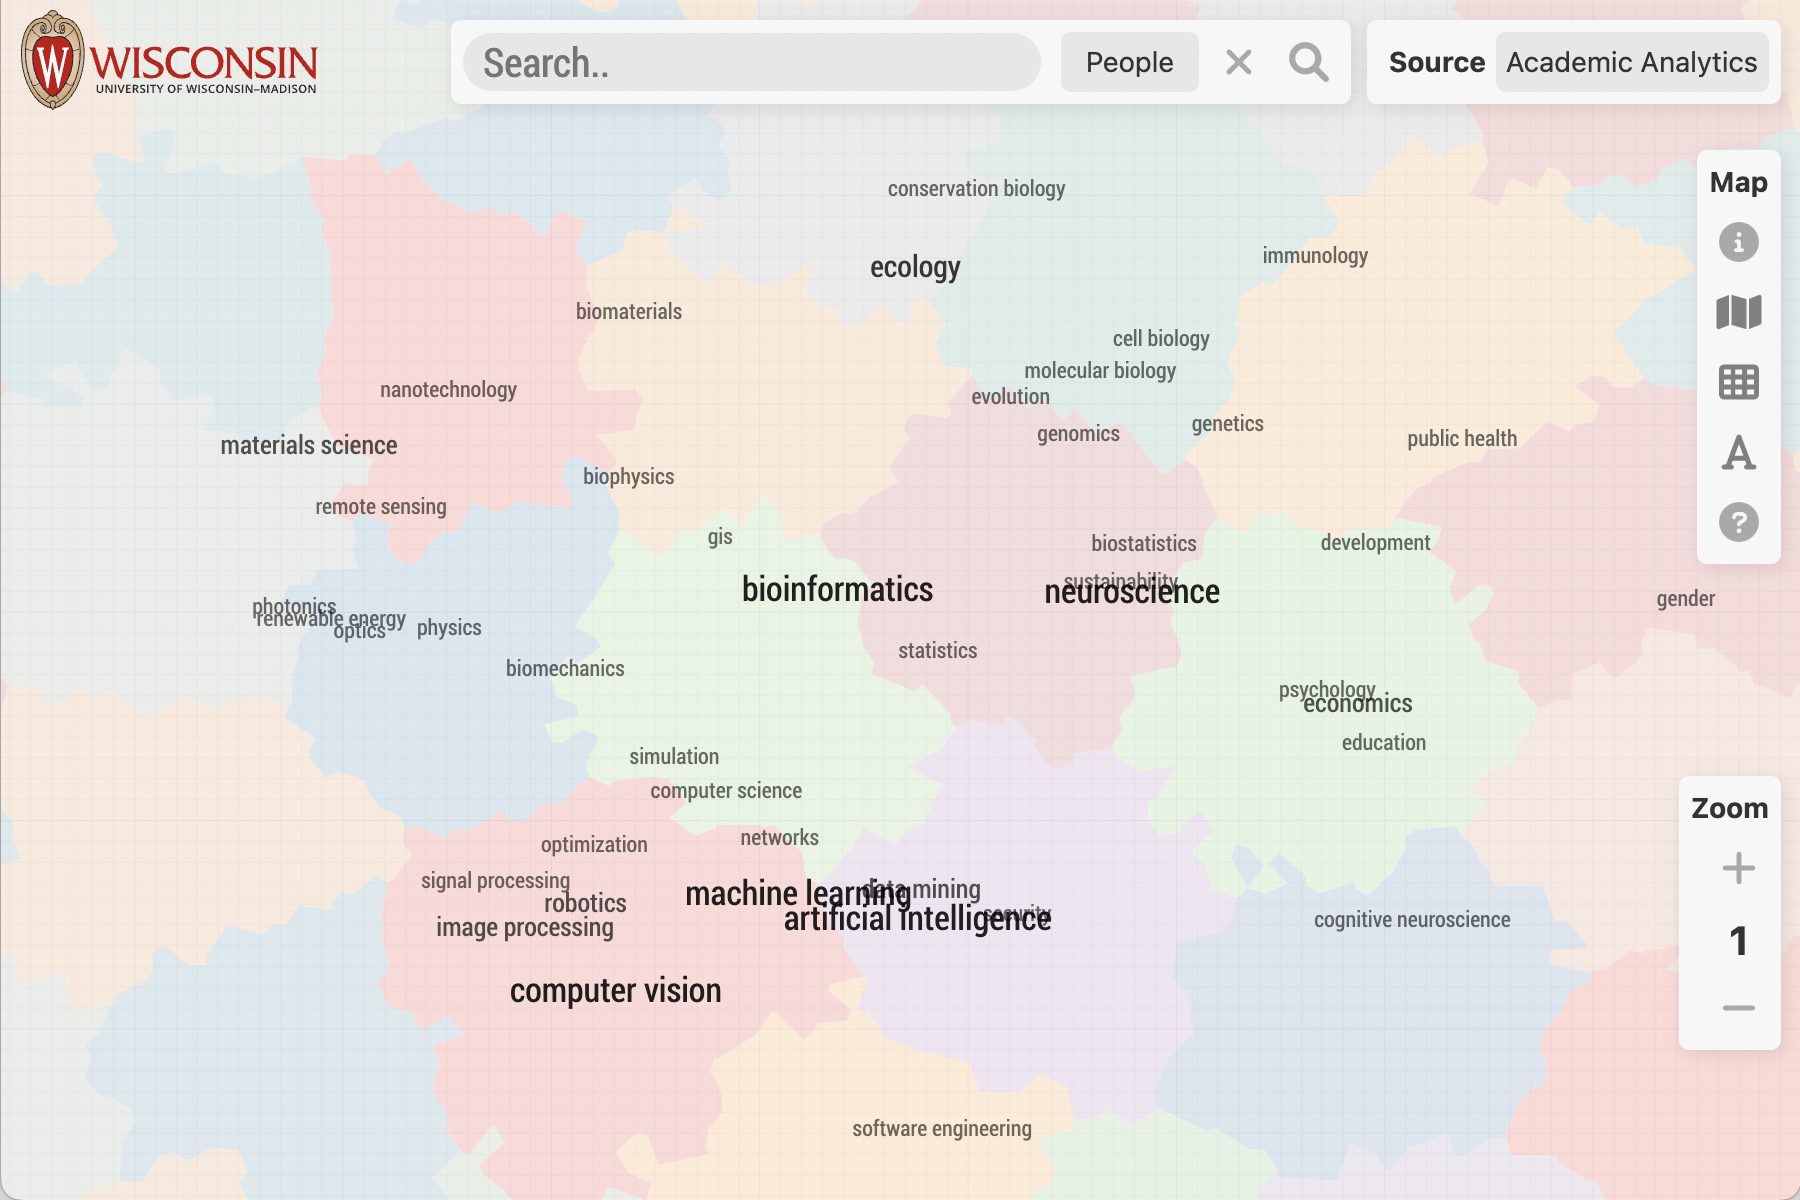 W
WISCONSIN
UNIVERSITY OF WISCONSIN–MADISON
Search..
People
Source
Academic Analytics
Map
conservation biology
immunology
ecology
biomaterials
cell biology
molecular biology
nanotechnology
evolution
genetics
genomics
public health
materials science
biophysics
remote sensing
gis
biostatistics
development
sustainability
bioinformatics
neuroscience
gender
photonics
renewable energy
optics
physics
statistics
biomechanics
psychology
economics
education
simulation
computer science
Zoom
networks
optimization
signal processing
machine learning
data mining
robotics
security
artificial intelligence
image processing
cognitive neuroscience
1
computer vision
software engineering